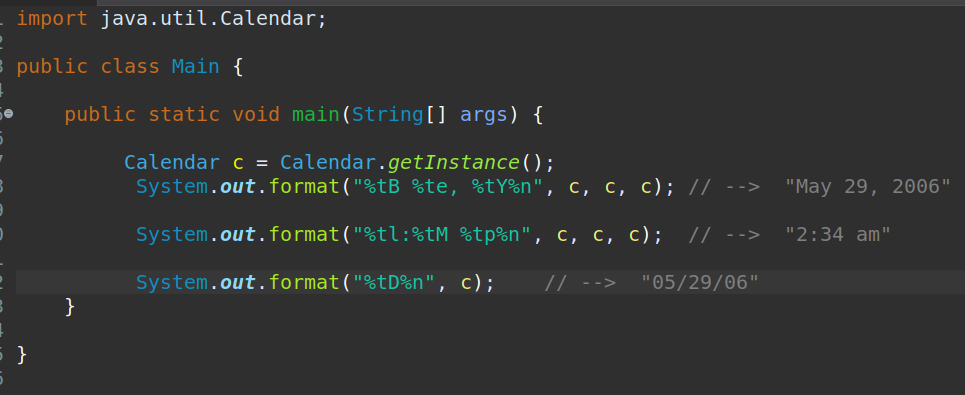 import java.util.Calendar;
public class Main {
public static void main(String[] args) {
Calendar c = Calendar.getInstance();
System.out.format("%tB %te, %tY%n", c, c, c); // --> "May 29, 2006"
System.out.format("%tl:%tM %tp%n", c, c, c); // --> "2:34 am"
System.out.format("%tD%n", c); // --> "05/29/06"
}
}